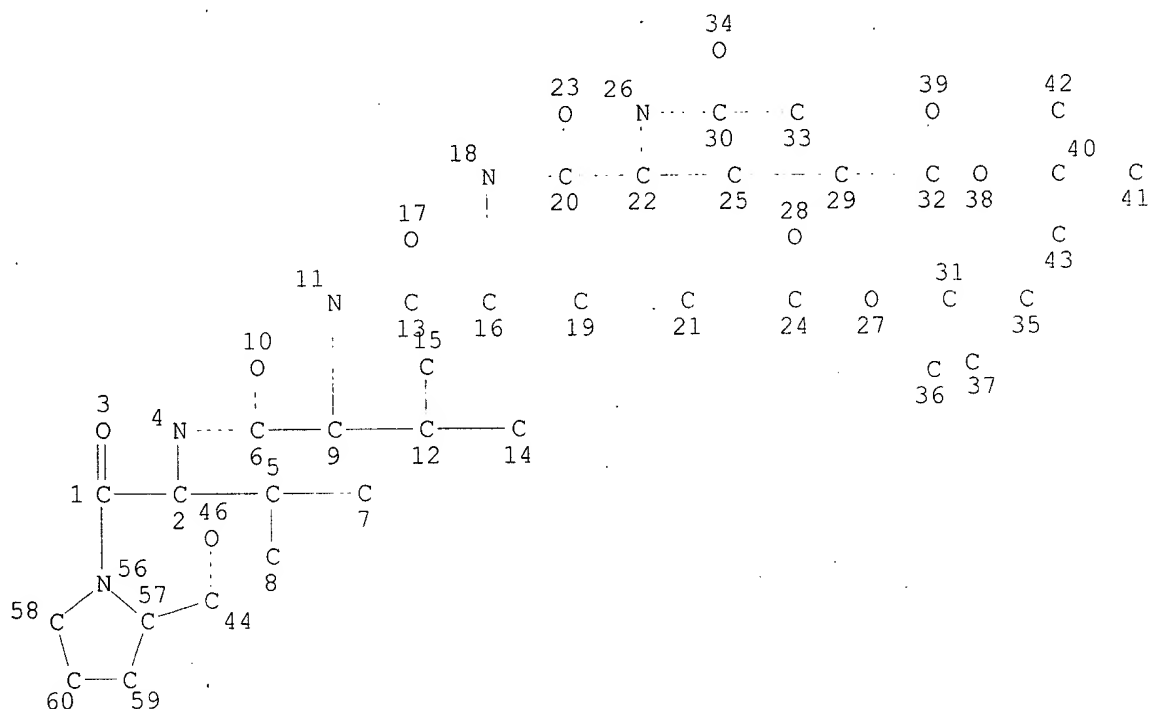 34
O
23 26 39 42
O N C C O C
30 33
18 40
N C C C C C O C C
20 22 25 29 32 38 41
17 28
O O C
43
11 31
N C C C C C O C C
13 16 19 21 24 27 35
10 15
O C C C
36 37
3 4
O N C C C C
6 9 12 14
5
1 C C C C
2 46 7
O C
8
N 56
57
58 C C C
44
C C
60 59